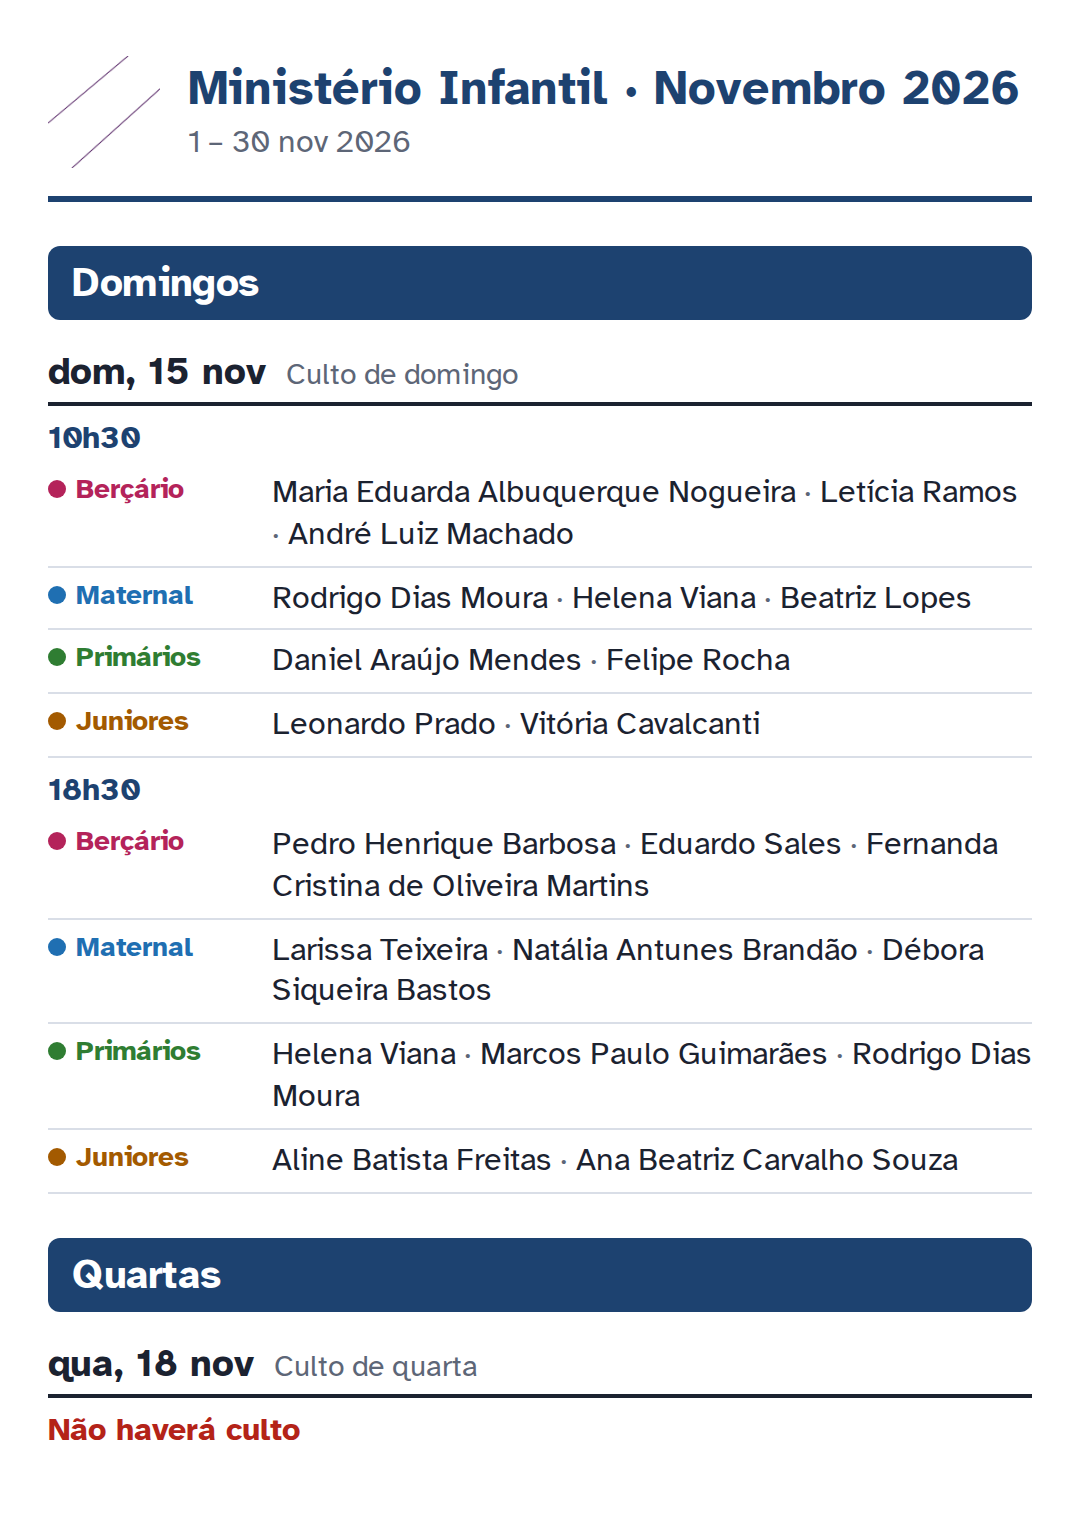 Ministério Infantil · Novembro 2026
1 – 30 nov 2026
Domingos
dom, 15 nov Culto de domingo
10h30
Berçário Maria Eduarda Albuquerque Nogueira · Letícia Ramos
· André Luiz Machado
Maternal Rodrigo Dias Moura · Helena Viana · Beatriz Lopes
Primários Daniel Araújo Mendes · Felipe Rocha
Juniores Leonardo Prado · Vitória Cavalcanti
18h30
Berçário Pedro Henrique Barbosa · Eduardo Sales · Fernanda
Cristina de Oliveira Martins
Maternal Larissa Teixeira · Natália Antunes Brandão · Débora
Siqueira Bastos
Primários Helena Viana · Marcos Paulo Guimarães · Rodrigo Dias
Moura
Juniores Aline Batista Freitas · Ana Beatriz Carvalho Souza
Quartas
qua, 18 nov Culto de quarta
Não haverá culto